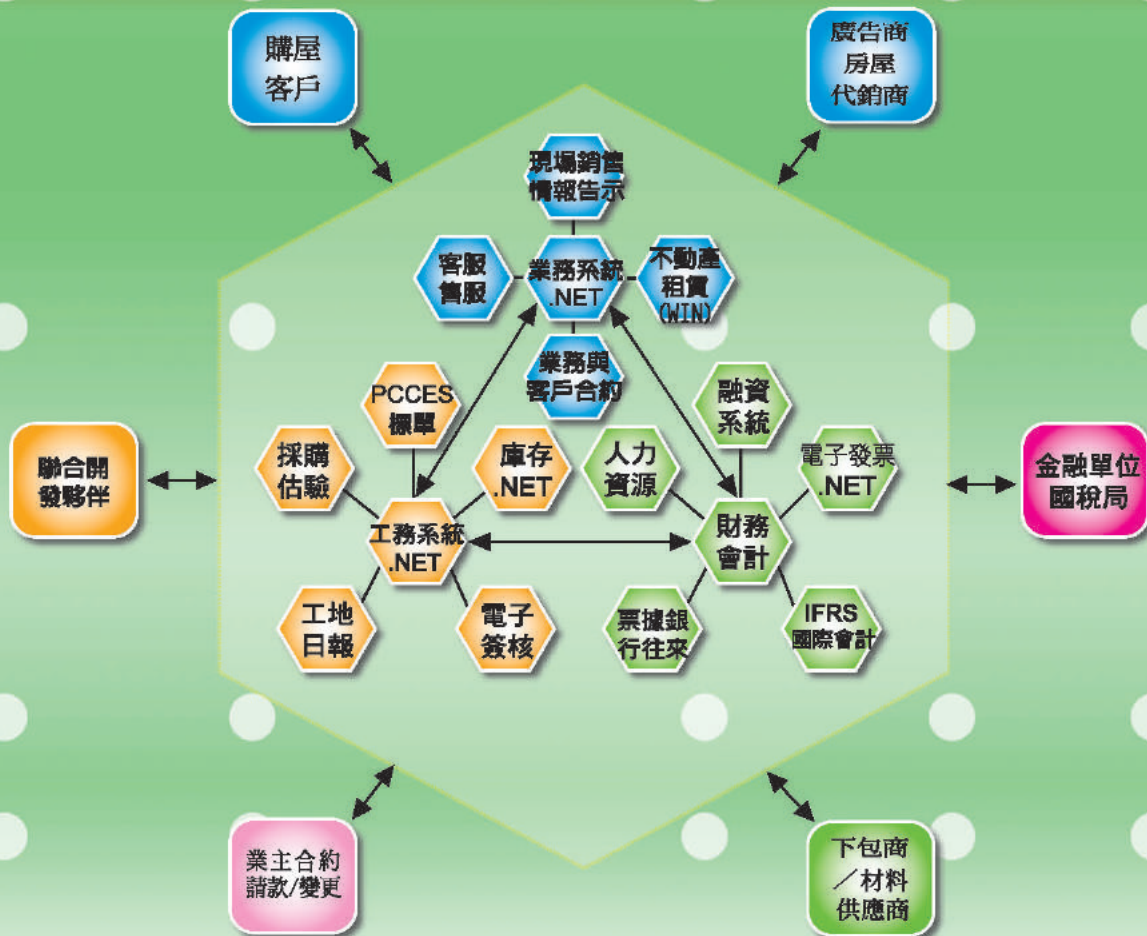 購屋
客戶
廣告商
房屋
代銷商
現場銷售
情報告示
客服
售服
業務系統
.NET
不動產
租賃
(WIN)
業務與
客戶合約
PCCES
標單
融資
系統
採購
估驗
庫存
.NET
人力
資源
電子發票
.NET
聯合開
發夥伴
金融單位
國稅局
工務系統
.NET
財務
會計
工地
日報
電子
簽核
票據銀
行往來
IFRS
國際會計
業主合約
請款/變更
下包商
／材料
供應商